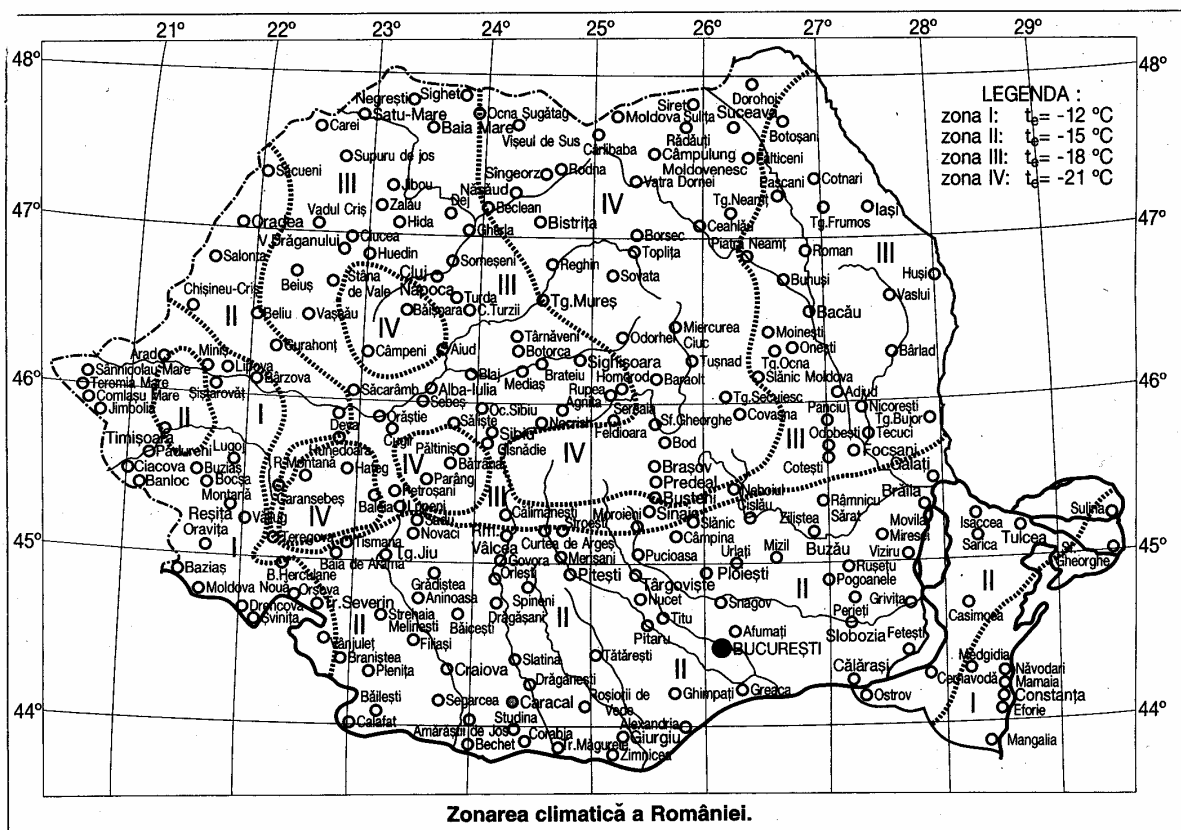 21° 22° 23° 24° 25° 26° 27° 28° 29°
48° 48°
47° 47°
46° 46°
45° 45°
44° 44°
LEGENDA :
zona I: te= -12 °C
zona II: te= -15 °C
zona III: te= -18 °C
zona IV: te= -21 °C
Negrești
Sighet
Satu-Mare
Ocna Șugătag
Carei
Baia Mare
Vișeul de Sus
Moldova Sulița
Siret
Dorohoi
Suceava
Rădăuți
Botoșani
Cârlibaba
Câmpulung
Moldovenesc
Fălticeni
Supuru de jos
Săcueni
III
Jibou
Sîngeorz
Rodna
Năsăud
Vatra Dornei
Pașcani
Cotnari
Zalău
Dej
Beclean
IV
Tg.Neamț
Tg.Frumos
Iași
Oradea
Vadul Criș
Hida
Gherla
Bistrița
Ceahlău
V.Drăganului
Ciucea
Borsec
Piatra Neamț
Roman
III
Salonta
Huedin
Someșeni
Toplița
Reghin
Sovata
Buhuși
Huși
Beiuș
Stâna
de Vale
Cluj
Napoca
III
Vaslui
Chișineu-Criș
Turda
C.Turzii
Tg.Mureș
Bacău
II
Beliu
Vașcău
Băișoara
IV
Miercurea
Ciuc
Moinești
Onești
Gurahonț
Câmpeni
Aiud
Târnăveni
Botorca
Odorhei
Sighișoara
Tușnad
Tg.Ocna
Bârlad
Arad
Miniș
Lipova
Sânnicolau Mare
Bârzova
Blaj
Mediaș
Brateiu
Homorod
Baraolt
Slănic Moldova
Teremia Mare
Șiștarovăț
Săcarâmb
Alba-Iulia
Rupea
Adjud
Comlașu Mare
Sebeș
Oc.Sibiu
Agnita
Tg.Secuiesc
Panciu
Nicorești
Jimbolia
II
I
Orăștie
Săliște
Feldioara
Sf.Gheorghe
Covasna
Tg.Bujor
Timișoara
Deva
Sibiu
Bod
III
Odobești
Tecuci
Pădureni
Lugoj
Hunedoara
Păltiniș
Cisnădie
IV
Focșani
Ciacova
Buziaș
Hațeg
IV
Brașov
Cotești
Galați
Banloc
Bocșa
Montană
Parâng
Predeal
Nehoiu
Brăila
Caransebeș
Petroșani
III
Bușteni
Râmnicu
Sărat
Reșița
IV
Lupeni
Călimănești
Moroieni
Sinaia
Movila
Miresei
Isaccea
Sulina
Oravița
Teregova
Novaci
Rm.
Vâlcea
Slănic
Ziliștea
Sarica
Tulcea
I
Tismana
Tg.Jiu
Curtea de Argeș
Câmpina
Buzău
Viziru
Sf.
Gheorghe
Baziaș
Baia de Aramă
Govora
Merișani
Pucioasa
Urlați
Mizil
Rușețu
II
B.Herculane
Pitești
Târgoviște
Ploiești
Pogoanele
Moldova Nouă
Orșova
Grădiștea
Nucet
Snagov
II
Grivița
Casimcea
Drencova
Tr.Severin
Aninoasa
Spineni
Titu
Perieți
Svinița
II
Strehaia
Băicești
Drăgășani
II
Pitaru
Afumați
Slobozia
Fetești
Melinești
Filiași
BUCUREȘTI
Vânjuleț
Slatina
Tătărești
II
Medgidia
Năvodari
Braniștea
Craiova
Călărași
Cernavodă
Mamaia
Plenița
Drăgănești
Ghimpați
Greaca
Ostrov
Constanța
Băilești
Segarcea
Caracal
Roșiorii de
Vede
I
Eforie
Calafat
Studina
Alexandria
Amărăștii de Jos
Corabia
Giurgiu
Mangalia
Bechet
Tr.Măgurele
Zimnicea
Zonarea climatică a României.